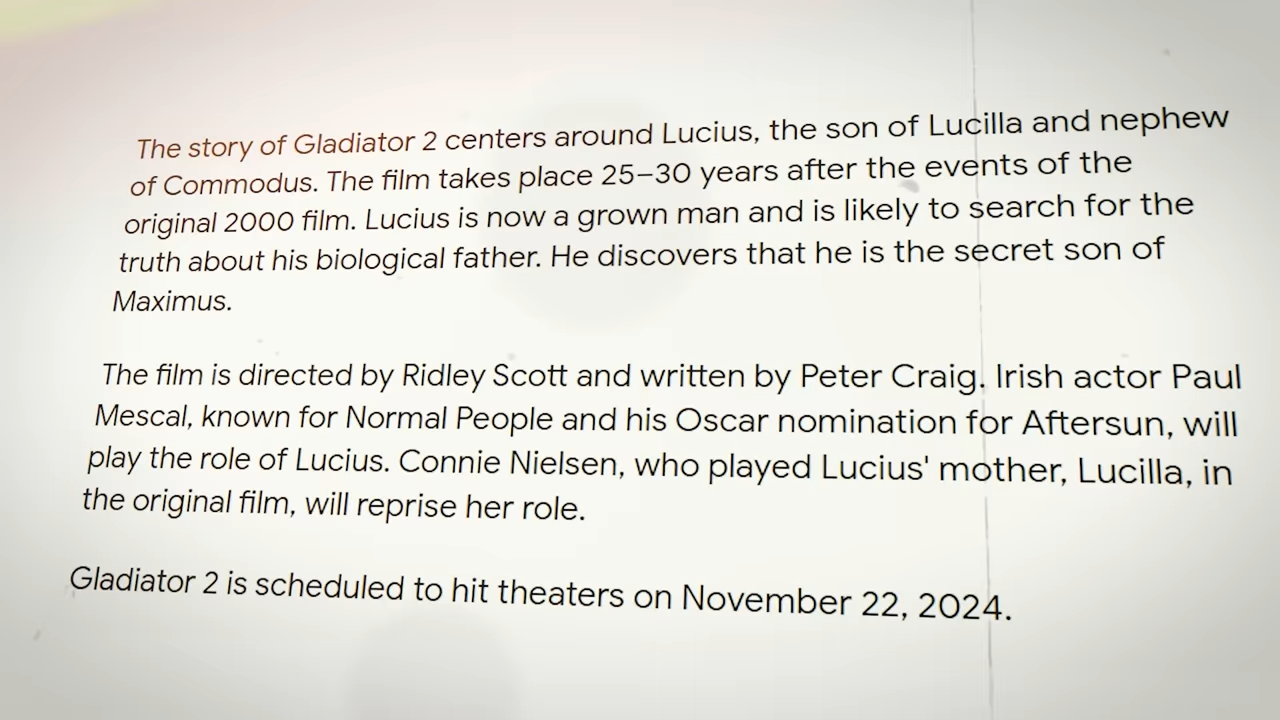 The story of Gladiator 2 centers around Lucius, the son of Lucilla and nephew
of Commodus. The film takes place 25–30 years after the events of the
original 2000 film. Lucius is now a grown man and is likely to search for the
truth about his biological father. He discovers that he is the secret son of
Maximus.
The film is directed by Ridley Scott and written by Peter Craig. Irish actor Paul
Mescal, known for Normal People and his Oscar nomination for Aftersun, will
play the role of Lucius. Connie Nielsen, who played Lucius' mother, Lucilla, in
the original film, will reprise her role.
Gladiator 2 is scheduled to hit theaters on November 22, 2024.